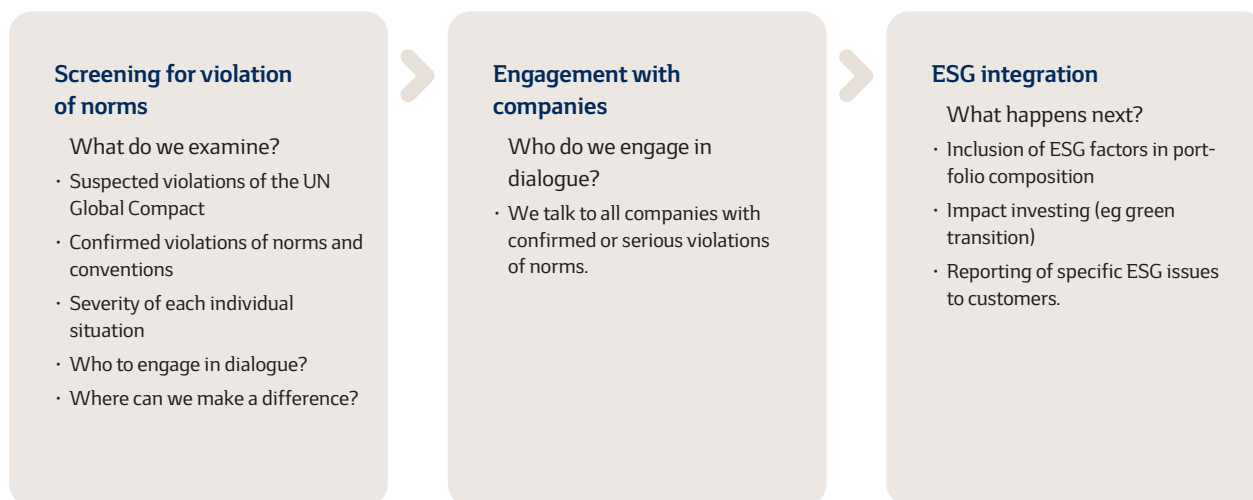 Screening for violation
of norms
What do we examine?
· Suspected violations of the UN
Global Compact
· Confirmed violations of norms and
conventions
· Severity of each individual
situation
· Who to engage in dialogue?
· Where can we make a difference?
Engagement with
companies
Who do we engage in
dialogue?
· We talk to all companies with
confirmed or serious violations
of norms.
ESG integration
What happens next?
· Inclusion of ESG factors in port-
folio composition
· Impact investing (eg green
transition)
· Reporting of specific ESG issues
to customers.